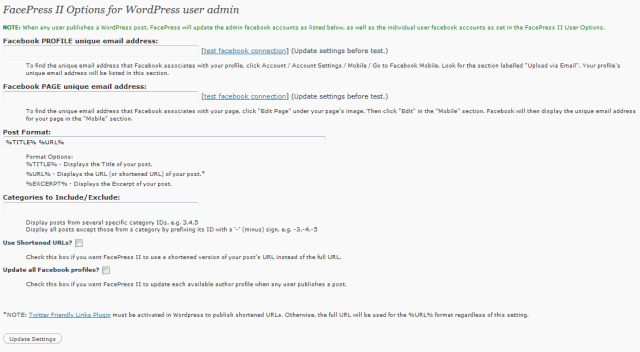 FacePress II Options for WordPress user admin
NOTE: When any user publishes a WordPress post, FacePress will update the admin facebook accounts as listed below, as well as the individual user facebook accounts as set in the FacePress II User Options.
Facebook PROFILE unique email address:
[test facebook connection] (Update settings before test.)
To find the unique email address that Facebook associates with your profile, click Account / Account Settings / Mobile / Go to Facebook Mobile. Look for the section labelled "Upload via Email". Your profile's
unique email address will be listed in this section.
Facebook PAGE unique email address:
[test facebook connection] (Update settings before test.)
To find the unique email address that Facebook associates with your page, click "Edit Page" under your page's image. Then click "Edit" in the "Mobile" section. Facebook will then display the unique email address
for your page in the "Mobile" section.
Post Format:
%TITLE% %URL%
Format Options:
%TITLE% - Displays the Title of your post.
%URL% - Displays the URL (or shortened URL) of your post.*
%EXCERPT% - Displays the Excerpt of your post.
Categories to Include/Exclude:
Display posts from several specific category IDs, e.g. 3,4,5
Display all posts except those from a category by prefixing its ID with a '-' (minus) sign, e.g. -3,-4,-5
Use Shortened URLs?
Check this box if you want FacePress II to use a shortened version of your post's URL instead of the full URL.
Update all Facebook profiles?
Check this box if you want FacePress II to update each available author profile when any user publishes a post.
*NOTE: Twitter Friendly Links Plugin must be activated in Wordpress to publish shortened URLs. Otherwise, the full URL will be used for the %URL% format regardless of this setting.
Update Settings